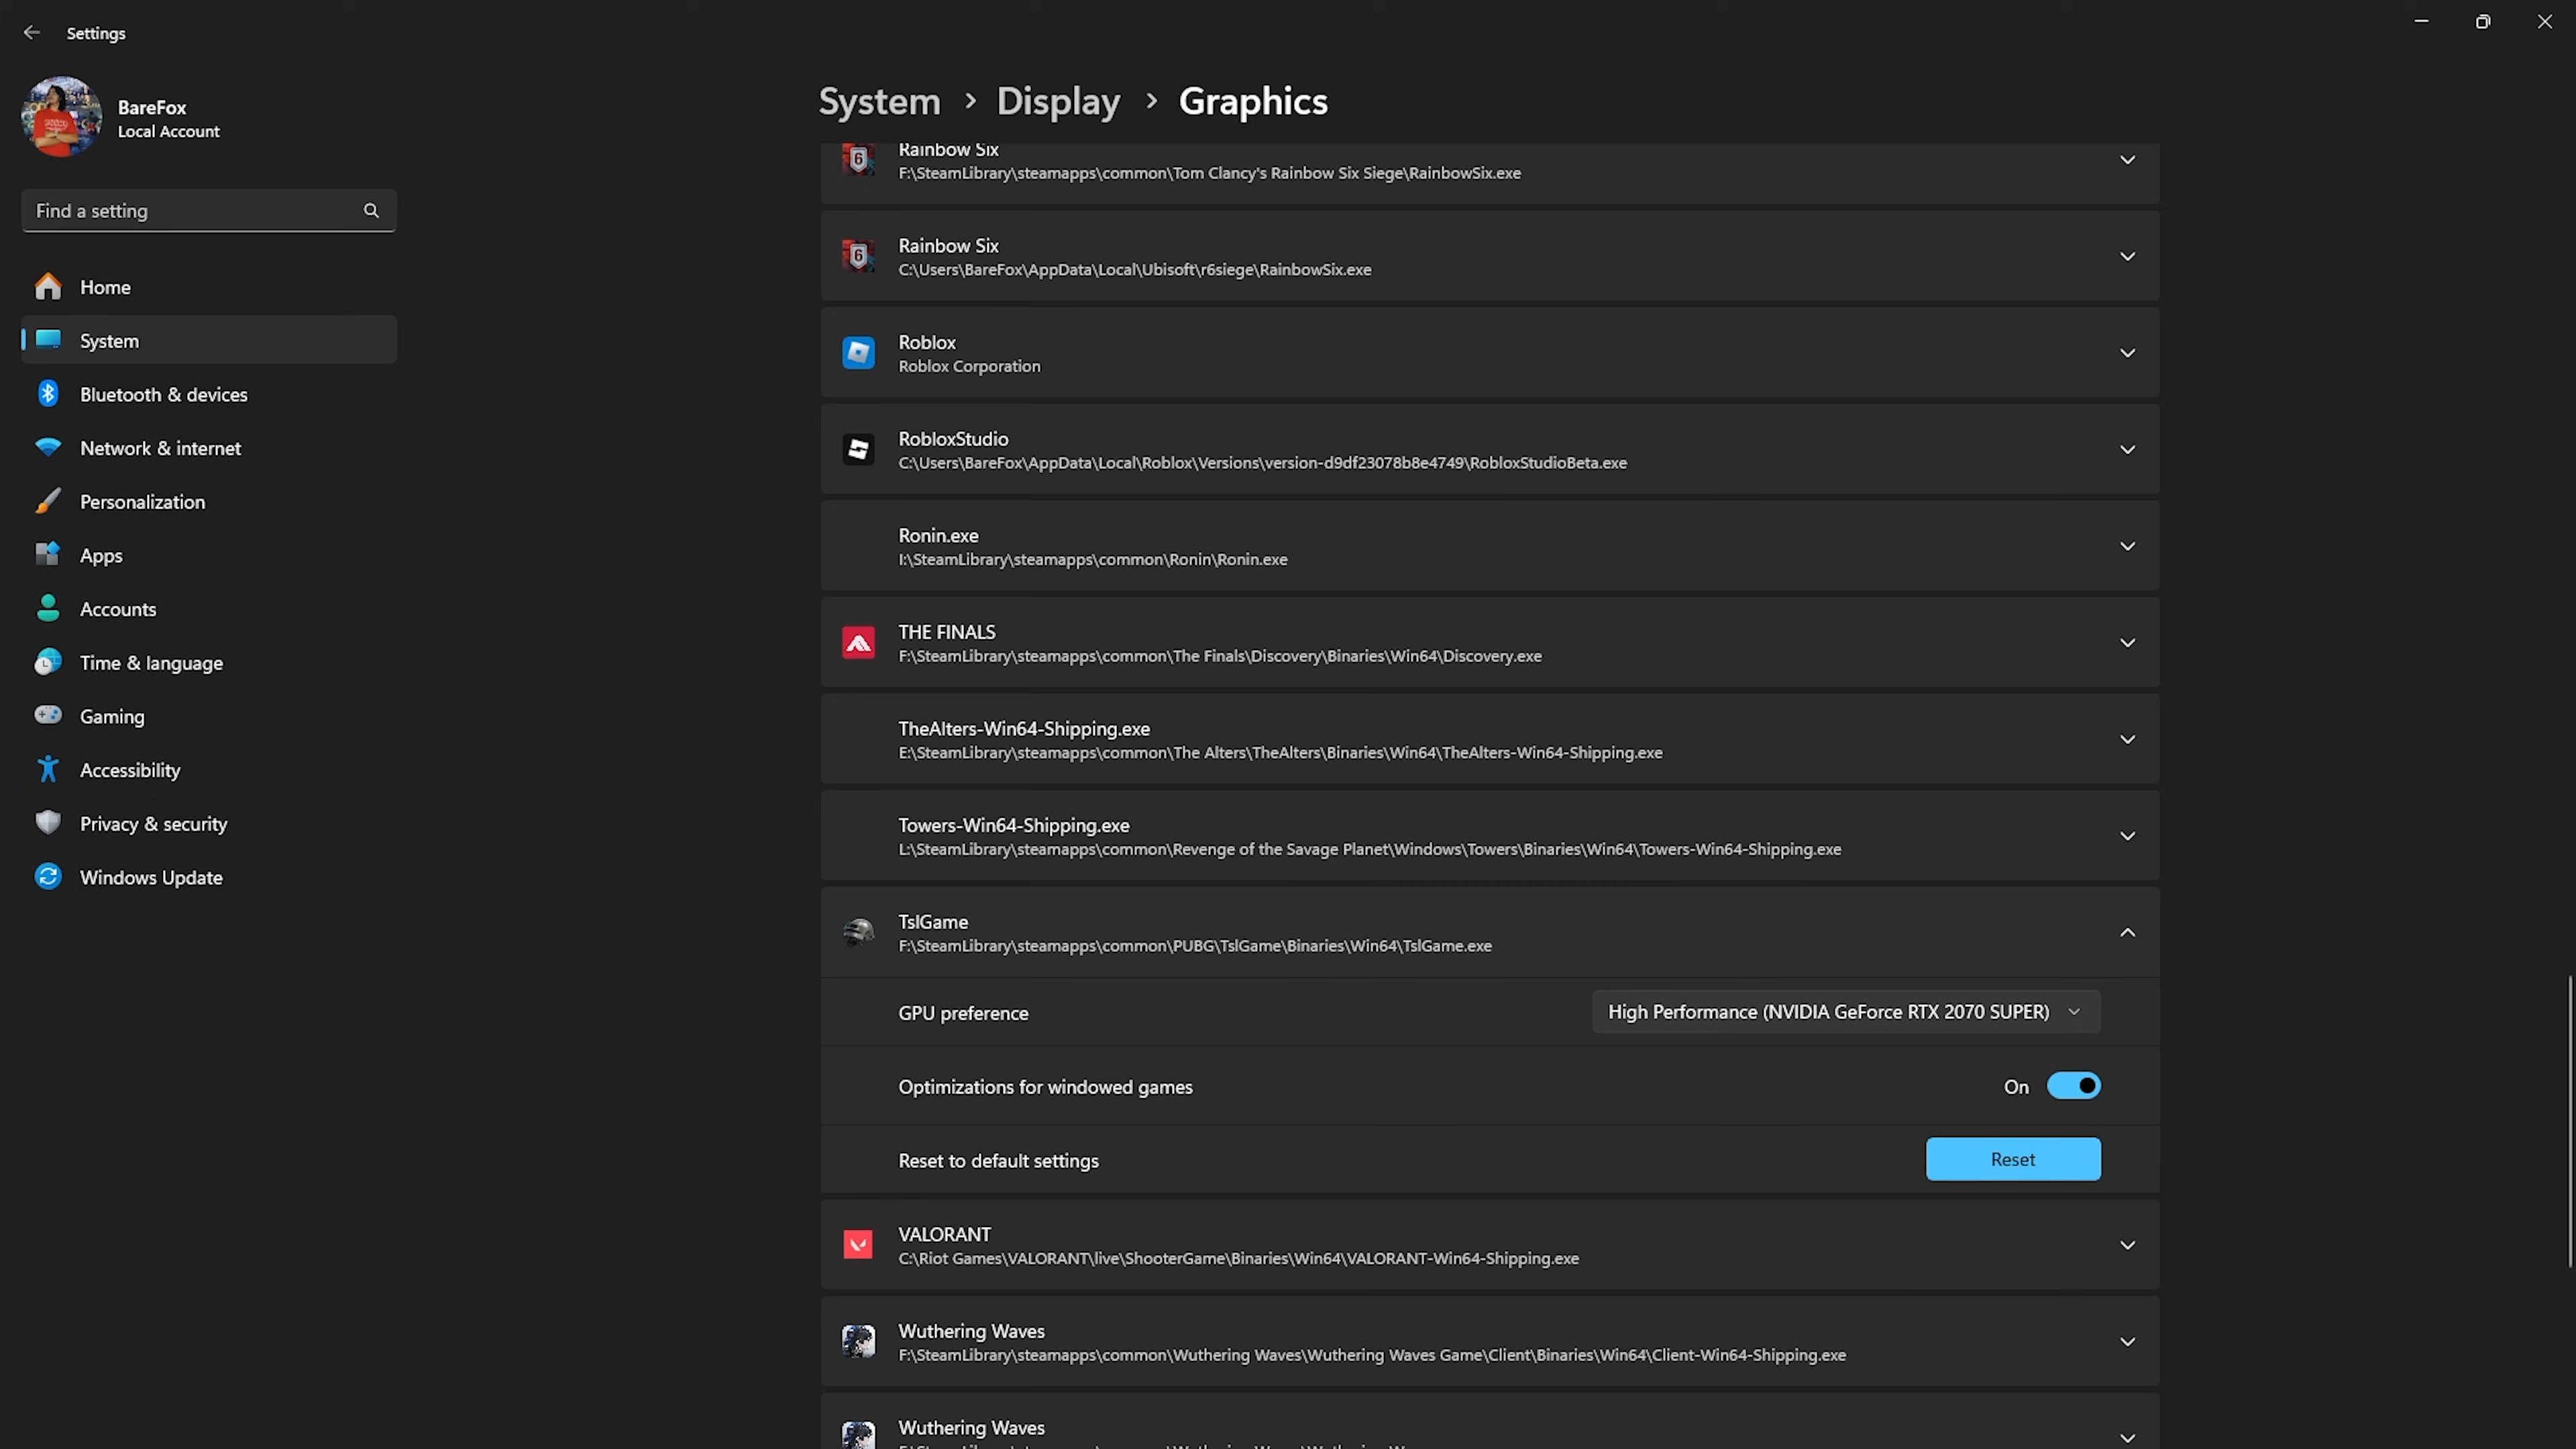 Settings
BareFox
Local Account
Find a setting
Home
System
Bluetooth & devices
Network & internet
Personalization
Apps
Accounts
Time & language
Gaming
Accessibility
Privacy & security
Windows Update
System > Display > Graphics
Rainbow Six
F:\SteamLibrary\steamapps\common\Tom Clancy's Rainbow Six Siege\RainbowSix.exe
Rainbow Six
C:\Users\BareFox\AppData\Local\Ubisoft\r6siege\RainbowSix.exe
Roblox
Roblox Corporation
RobloxStudio
C:\Users\BareFox\AppData\Local\Roblox\Versions\version-d9df23078b8e4749\RobloxStudioBeta.exe
Ronin.exe
I:\SteamLibrary\steamapps\common\Ronin\Ronin.exe
THE FINALS
F:\SteamLibrary\steamapps\common\The Finals\Discovery\Binaries\Win64\Discovery.exe
TheAlters-Win64-Shipping.exe
E:\SteamLibrary\steamapps\common\The Alters\TheAlters\Binaries\Win64\TheAlters-Win64-Shipping.exe
Towers-Win64-Shipping.exe
L:\SteamLibrary\steamapps\common\Revenge of the Savage Planet\Windows\Towers\Binaries\Win64\Towers-Win64-Shipping.exe
TslGame
F:\SteamLibrary\steamapps\common\PUBG\TslGame\Binaries\Win64\TslGame.exe
GPU preference
High Performance (NVIDIA GeForce RTX 2070 SUPER)
Optimizations for windowed games
On
Reset to default settings
Reset
VALORANT
C:\Riot Games\VALORANT\live\ShooterGame\Binaries\Win64\VALORANT-Win64-Shipping.exe
Wuthering Waves
F:\SteamLibrary\steamapps\common\Wuthering Waves\Wuthering Waves Game\Client\Binaries\Win64\Client-Win64-Shipping.exe
Wuthering Waves